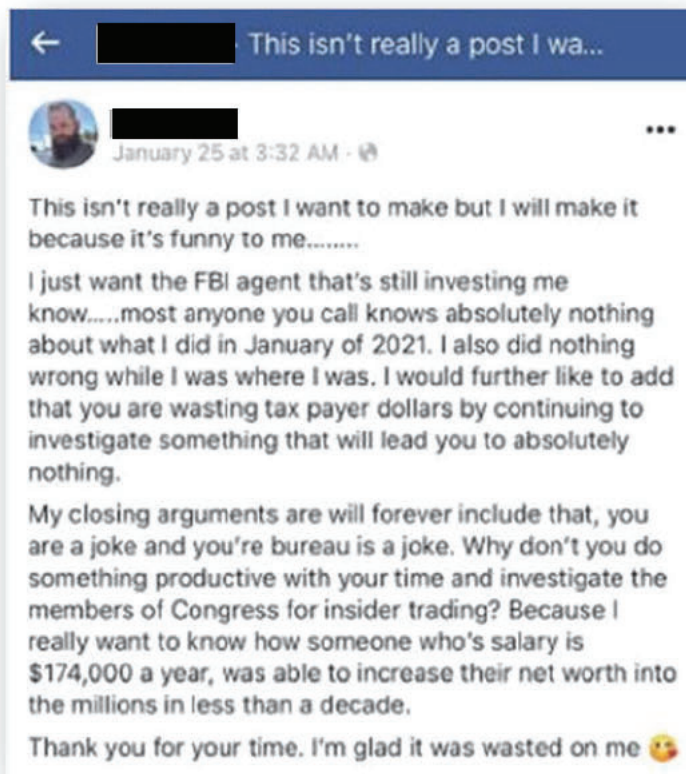 This isn't really a post I wa...
January 25 at 3:32 AM ·
This isn't really a post I want to make but I will make it
because it's funny to me........
I just want the FBI agent that's still investing me
know.....most anyone you call knows absolutely nothing
about what I did in January of 2021. I also did nothing
wrong while I was where I was. I would further like to add
that you are wasting tax payer dollars by continuing to
investigate something that will lead you to absolutely
nothing.
My closing arguments are will forever include that, you
are a joke and you're bureau is a joke. Why don't you do
something productive with your time and investigate the
members of Congress for insider trading? Because I
really want to know how someone who's salary is
$174,000 a year, was able to increase their net worth into
the millions in less than a decade.
Thank you for your time. I'm glad it was wasted on me 😘